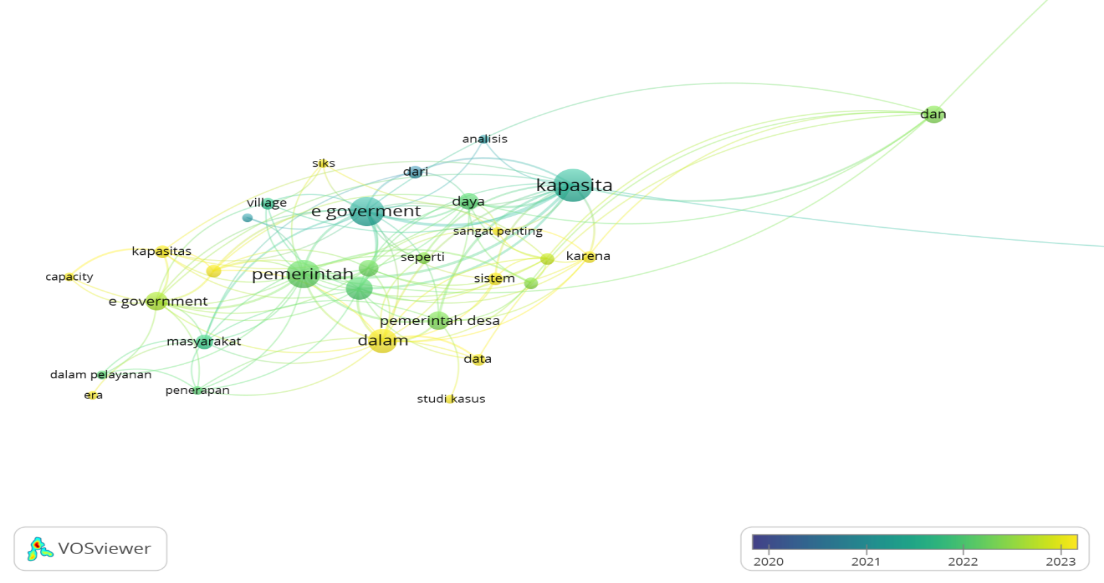 dan
analisis
siks
dari
kapasita
village
e goverment
daya
sangat penting
kapasitas
seperti
karena
capacity
pemerintah
sistem
e government
pemerintah desa
masyarakat
dalam
data
dalam pelayanan
penerapan
era
studi kasus
VOSviewer
2020 2021 2022 2023